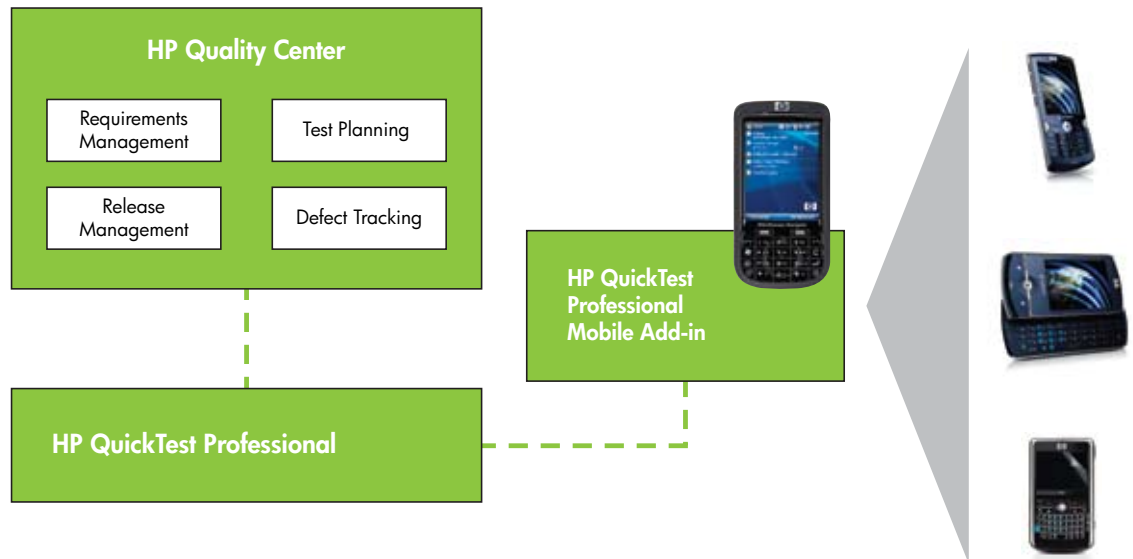 HP Quality Center
Requirements
Management
Test Planning
Release
Management
Defect Tracking
HP QuickTest
Professional
Mobile Add-in
HP QuickTest Professional